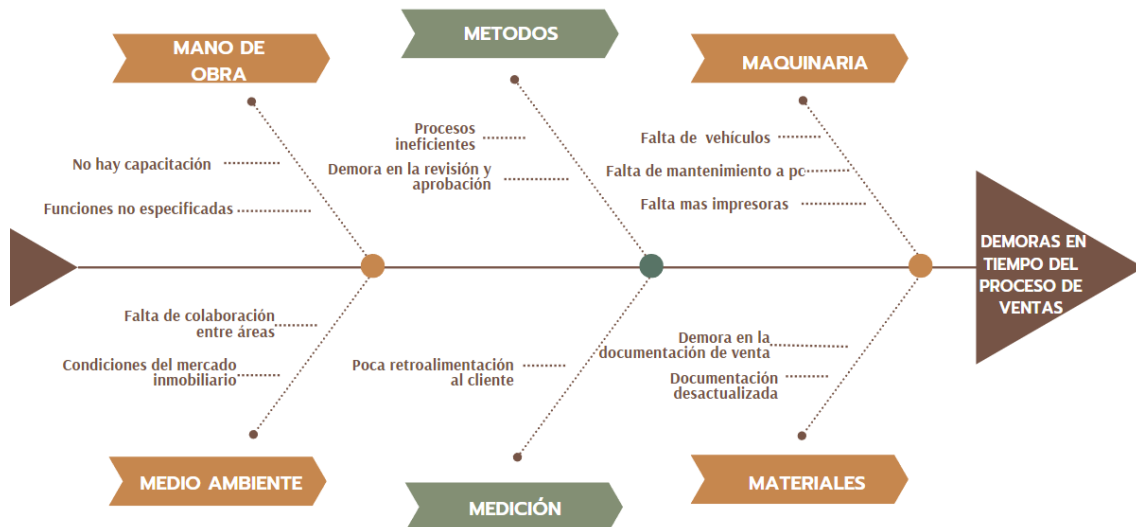 MANO DE
OBRA
METODOS
MAQUINARIA
No hay capacitación
Funciones no especificadas
Procesos
ineficientes
Demora en la revisión y
aprobación
Falta de vehículos
Falta de mantenimiento a pc
Falta mas impresoras
DEMORAS EN
TIEMPO DEL
PROCESO DE
VENTAS
Falta de colaboración
entre áreas
Condiciones del mercado
inmobiliario
Poca retroalimentación
al cliente
Demora en la
documentación de venta
Documentación
desactualizada
MEDIO AMBIENTE
MEDICIÓN
MATERIALES